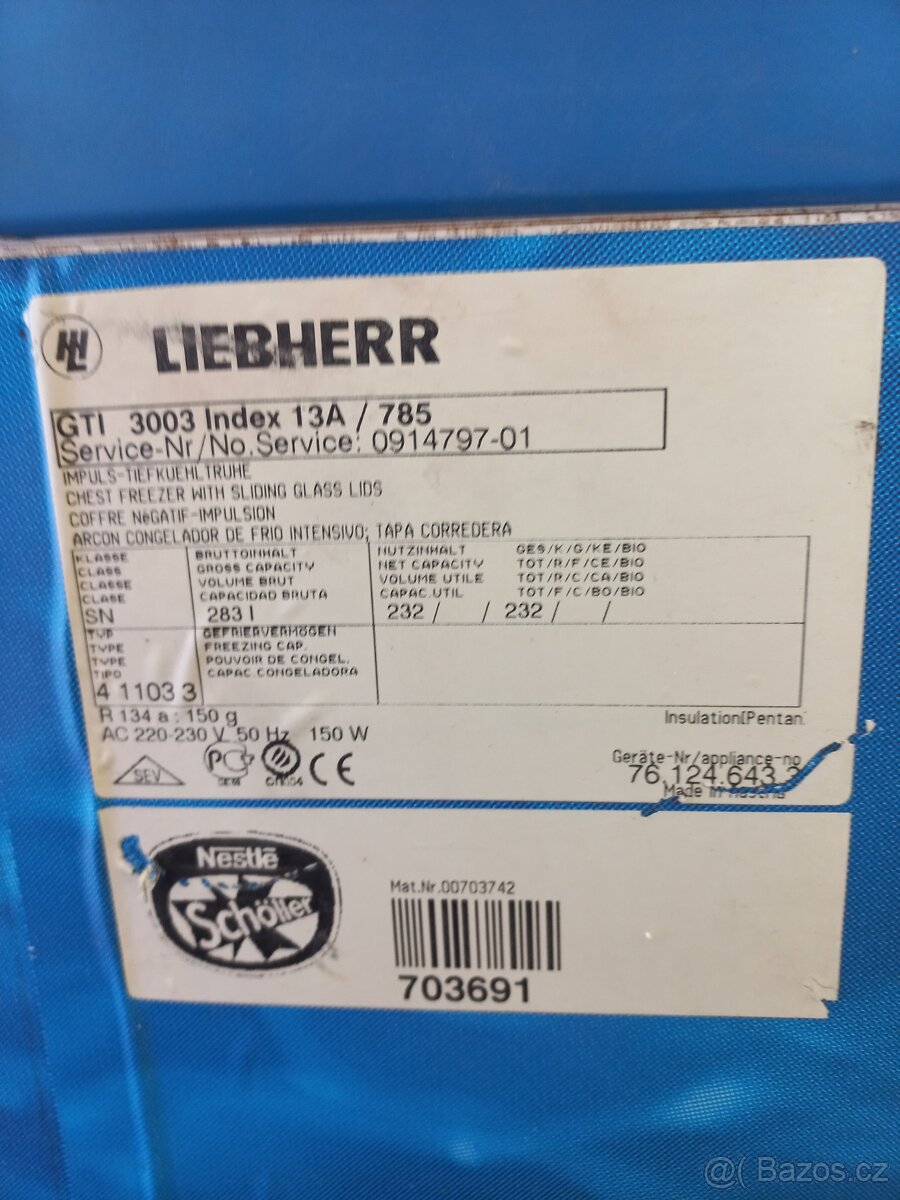 LIEBHERR
GTI 3003 Index 13A / 785
Service-Nr/No.Service: 0914797-01
IMPULS-TIEFKUEHLTRUHE
CHEST FREEZER WITH SLIDING GLASS LIDS
COFFRE NéGATIF-IMPULSION
ARCON CONGELADOR DE FRIO INTENSIVO; TAPA CORREDERA
KLASSE BRUTTOINHALT NUTZINHALT GES/K/G/KE/BIO
CLASS GROSS CAPACITY NET CAPACITY TOT/R/F/CE/BIO
CLASSE VOLUME BRUT VOLUME UTILE TOT/R/C/CA/BIO
CLASE CAPACIDAD BRUTA CAPAC.UTIL TOT/F/C/BO/BIO
SN 283 l 232 / / 232 / /
TYP GEFRIERVERMÖGEN
TYPE FREEZING CAP.
TYPE POUVOIR DE CONGEL.
TIPO CAPAC.CONGELADORA
4 1103 3
R 134 a : 150 g Insulation(Pentan
AC 220-230 V 50 Hz 150 W
SEV CE
Geräte-Nr/appliance-no
76.124.643.3
Made in Austria
Nestlé
Schöller
Mat.Nr.00703742
703691
@( Bazos.cz